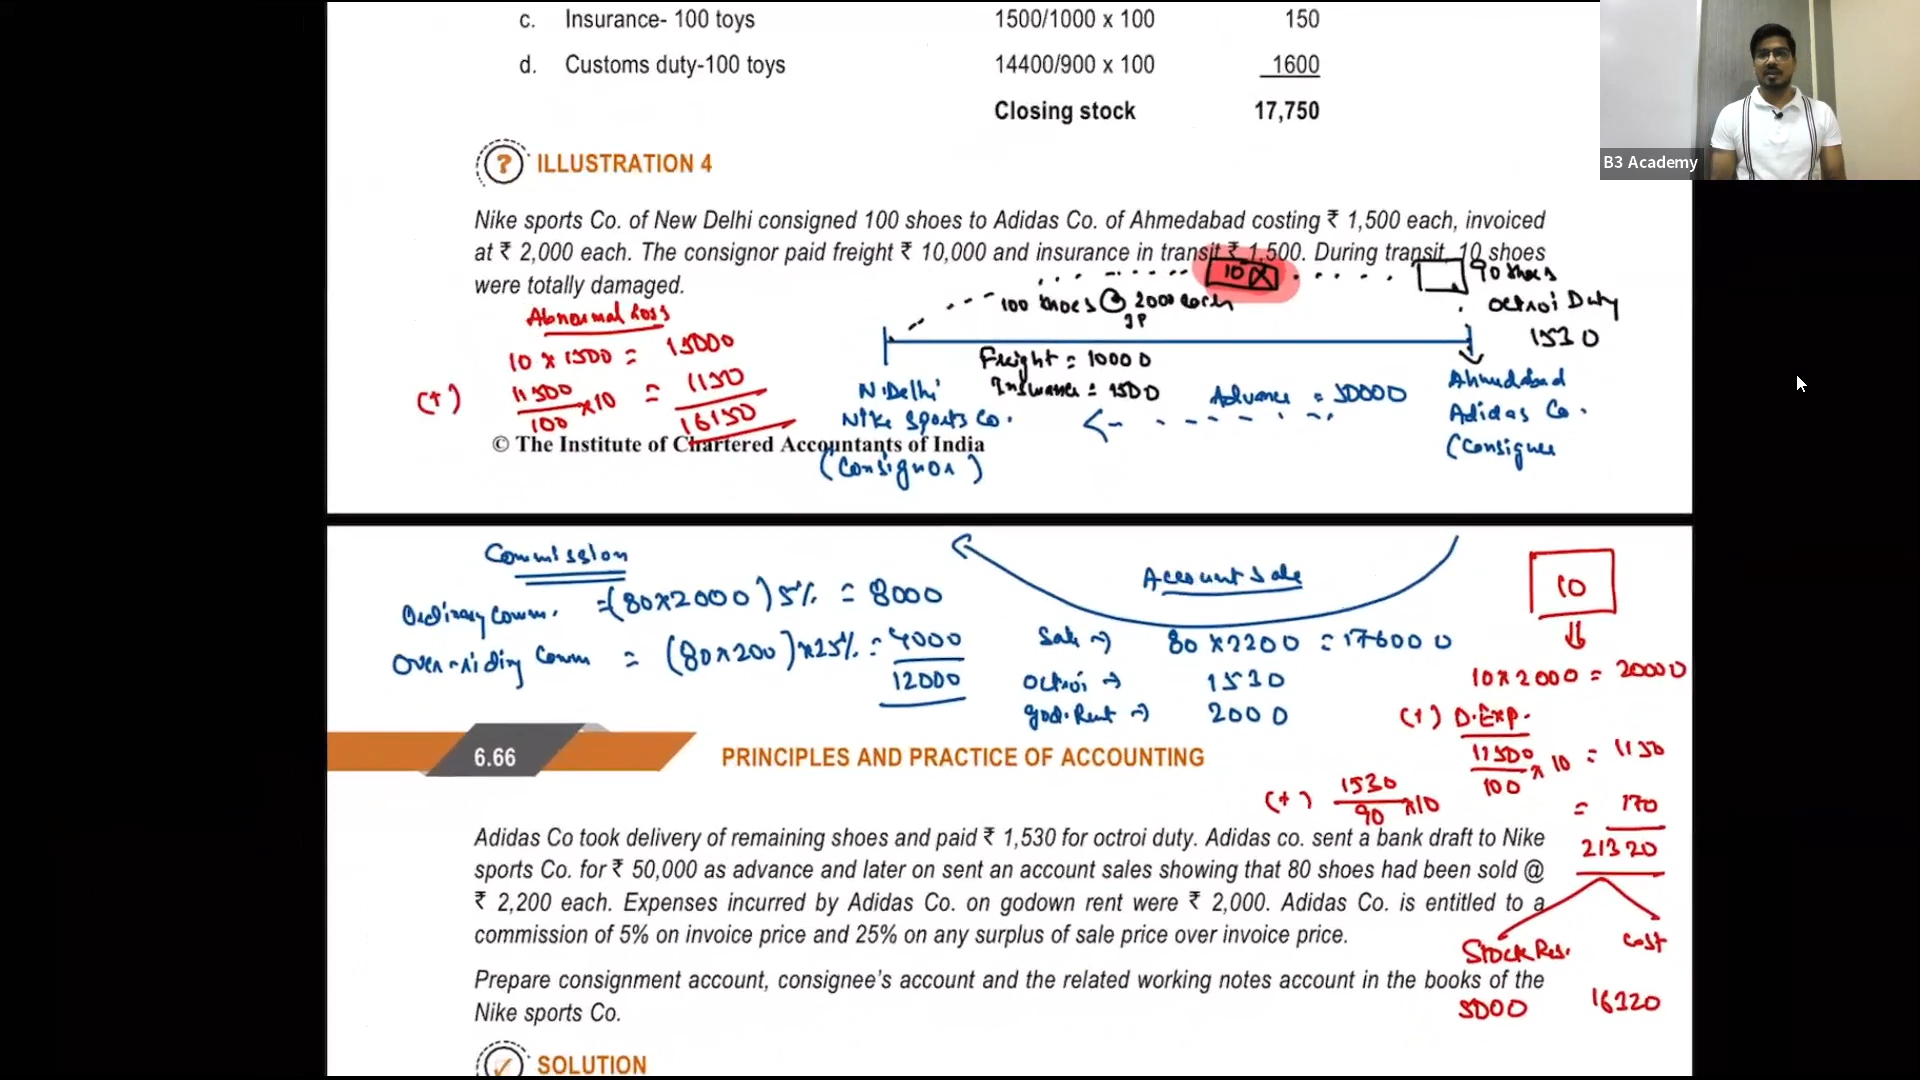 c. Insurance- 100 toys 1500/1000 x 100 150
d. Customs duty-100 toys 14400/900 x 100 1600
Closing stock 17,750
B3 Academy
? ILLUSTRATION 4
Nike sports Co. of New Delhi consigned 100 shoes to Adidas Co. of Ahmedabad costing ₹ 1,500 each, invoiced
at ₹ 2,000 each. The consignor paid freight ₹ 10,000 and insurance in transit ₹ 1,500. During transit, 10 shoes
were totally damaged.
10 X
90 shoes
100 shoes @ 2000 each
IP
Octroi Duty
1530
Abnormal Loss
10 x 1500 = 15000
(+) 11500/100 x10 = 1150
16150
Freight = 10000
Insurance = 1500
N.Delhi
Nike Sports Co.
(Consignor)
Advance = 50000
Ahmedabad
Adidas Co.
(Consignee
© The Institute of Chartered Accountants of India
Commission
Ordinary Comm. =(80x2000)5% = 8000
Over-riding Comm = (80x200)x25% = 4000
12000
Account Sale
Sale → 80 x2200 = 176000
Octroi → 1530
God. Rent → 2000
10
10x2000 = 20000
(+) D.Exp.
11500/100 x 10 = 1150
(+) 1530/90 x10 = 170
21320
Stock Res. Cost
5000 16320
6.66 PRINCIPLES AND PRACTICE OF ACCOUNTING
Adidas Co took delivery of remaining shoes and paid ₹ 1,530 for octroi duty. Adidas co. sent a bank draft to Nike
sports Co. for ₹ 50,000 as advance and later on sent an account sales showing that 80 shoes had been sold @
₹ 2,200 each. Expenses incurred by Adidas Co. on godown rent were ₹ 2,000. Adidas Co. is entitled to a
commission of 5% on invoice price and 25% on any surplus of sale price over invoice price.
Prepare consignment account, consignee's account and the related working notes account in the books of the
Nike sports Co.
SOLUTION